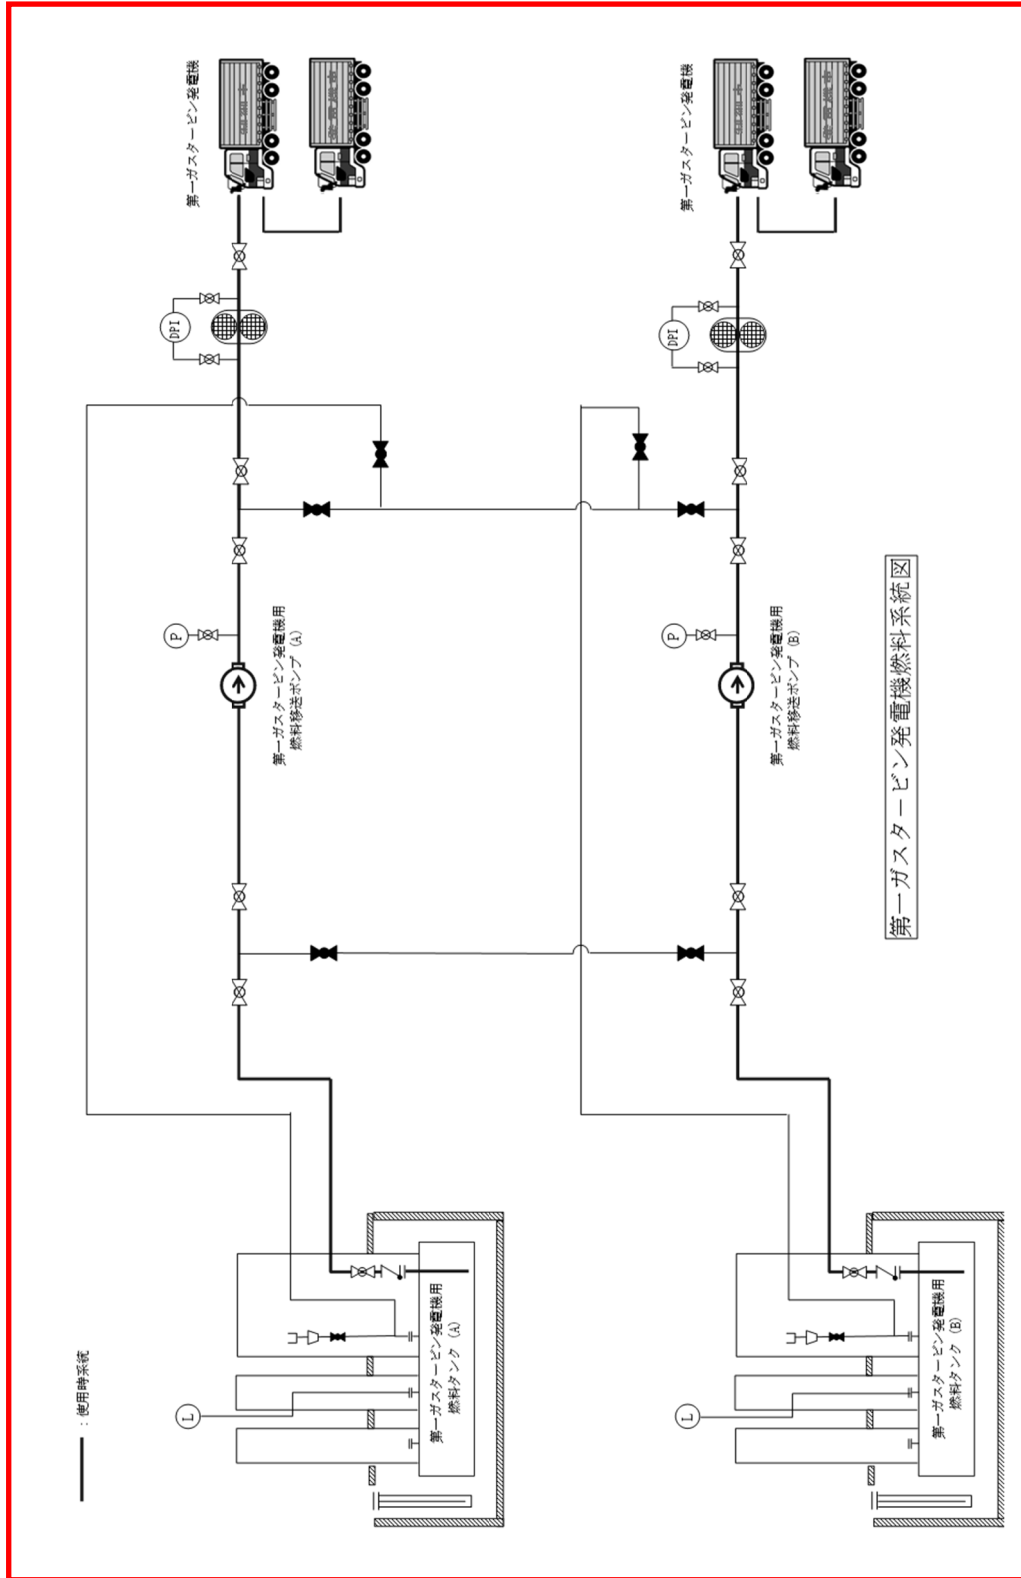 : 使用時系統
第一ガスタービン発電機
DPI
P
第一ガスタービン発電機用
燃料移送ポンプ (A)
L
第一ガスタービン発電機用
燃料タンク (A)
第一ガスタービン発電機
DPI
P
第一ガスタービン発電機用
燃料移送ポンプ (B)
L
第一ガスタービン発電機用
燃料タンク (B)
第一ガスタービン発電機燃料系統図